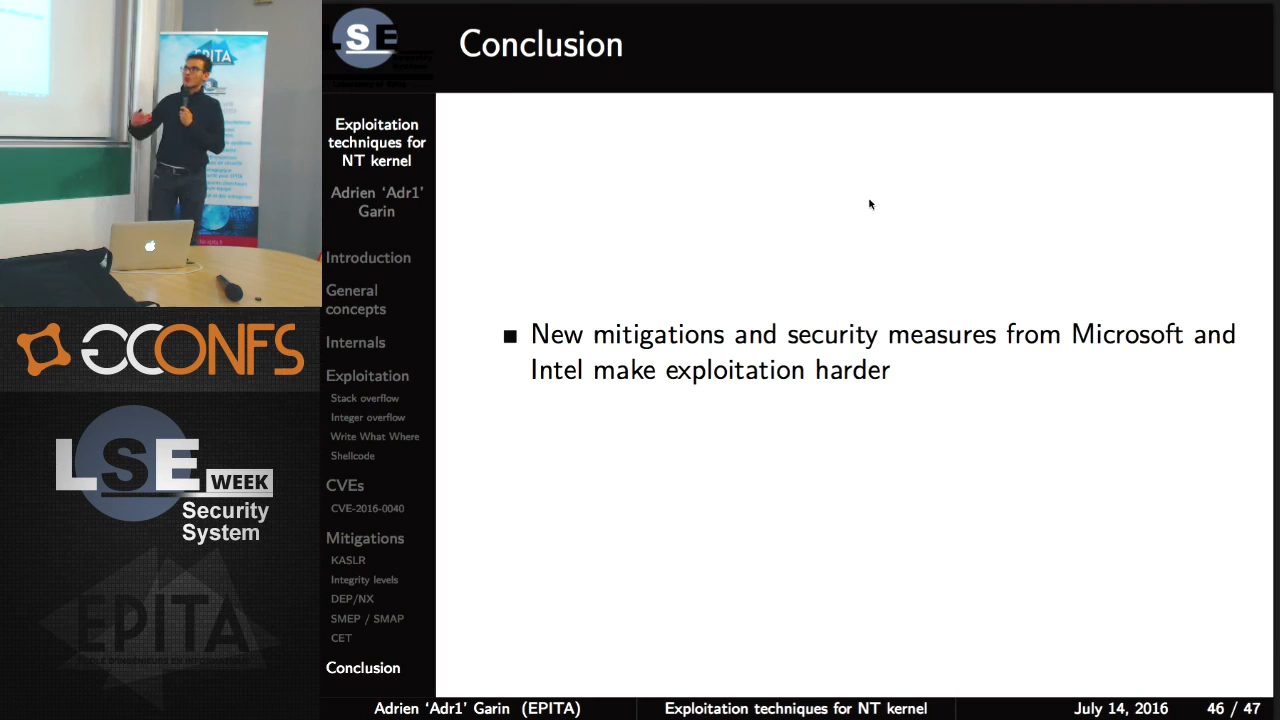 EPITA
LSE
Conclusion
Exploitation
techniques for
NT kernel
Adrien ‘Adr1’
Garin
Introduction
General
concepts
Internals
Exploitation
Stack overflow
Integer overflow
Write What Where
Shellcode
CVEs
CVE-2016-0040
Mitigations
KASLR
Integrity levels
DEP/NX
SMEP / SMAP
CET
Conclusion
■ New mitigations and security measures from Microsoft and
Intel make exploitation harder
CONFS
LSE WEEK
Security
System
EPITA
Adrien ‘Adr1’ Garin (EPITA)
Exploitation techniques for NT kernel
July 14, 2016
46 / 47